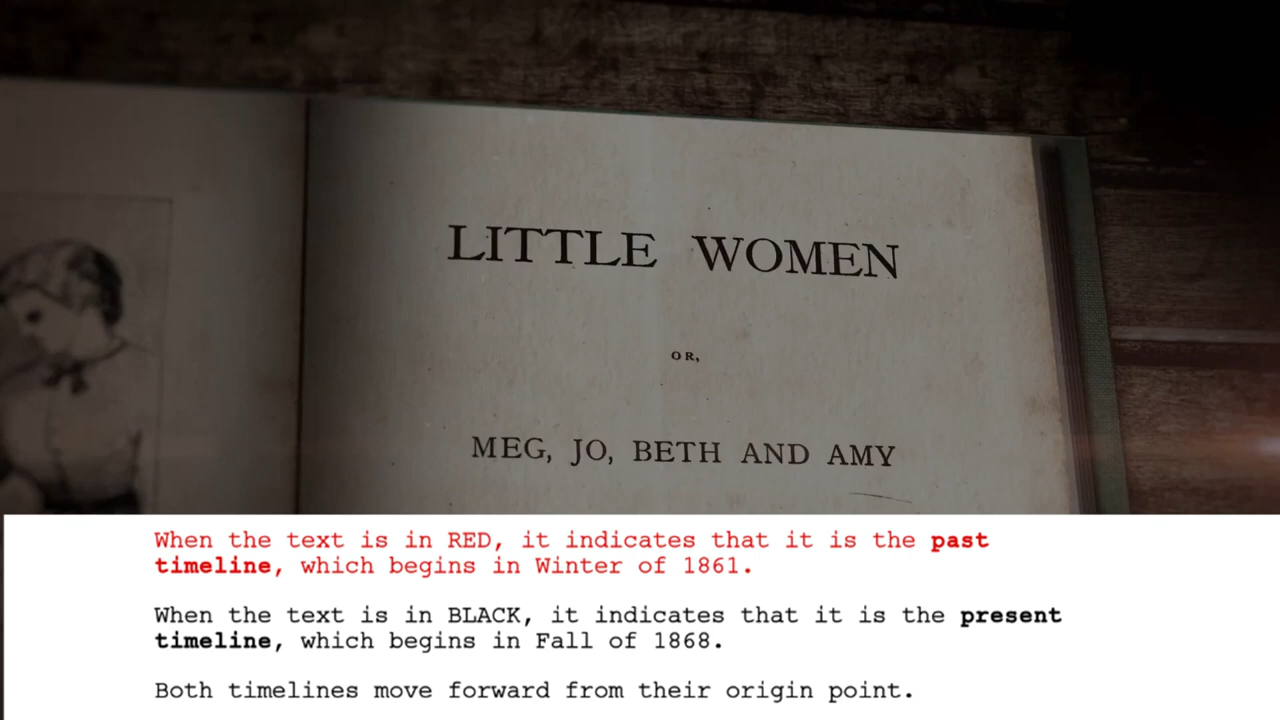 LITTLE WOMEN
OR,
MEG, JO, BETH AND AMY
When the text is in RED, it indicates that it is the past
timeline, which begins in Winter of 1861.
When the text is in BLACK, it indicates that it is the present
timeline, which begins in Fall of 1868.
Both timelines move forward from their origin point.